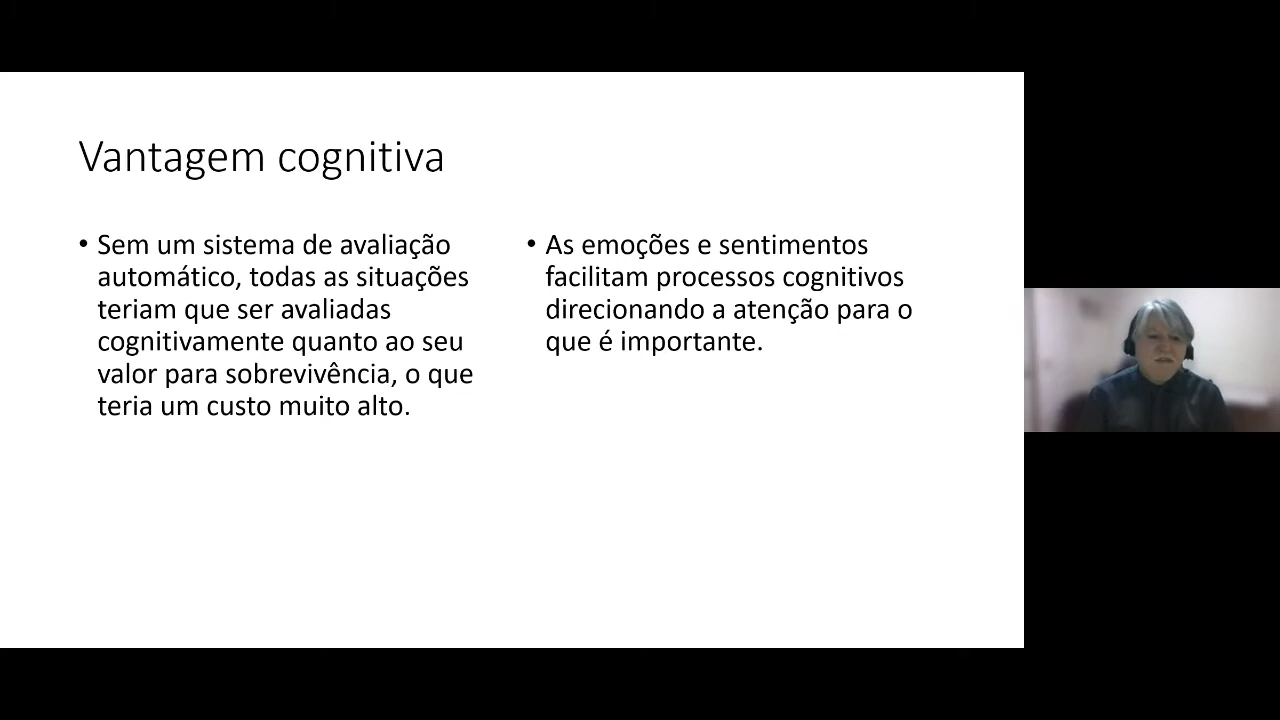 Vantagem cognitiva
• Sem um sistema de avaliação
automático, todas as situações
teriam que ser avaliadas
cognitivamente quanto ao seu
valor para sobrevivência, o que
teria um custo muito alto.
• As emoções e sentimentos
facilitam processos cognitivos
direcionando a atenção para o
que é importante.